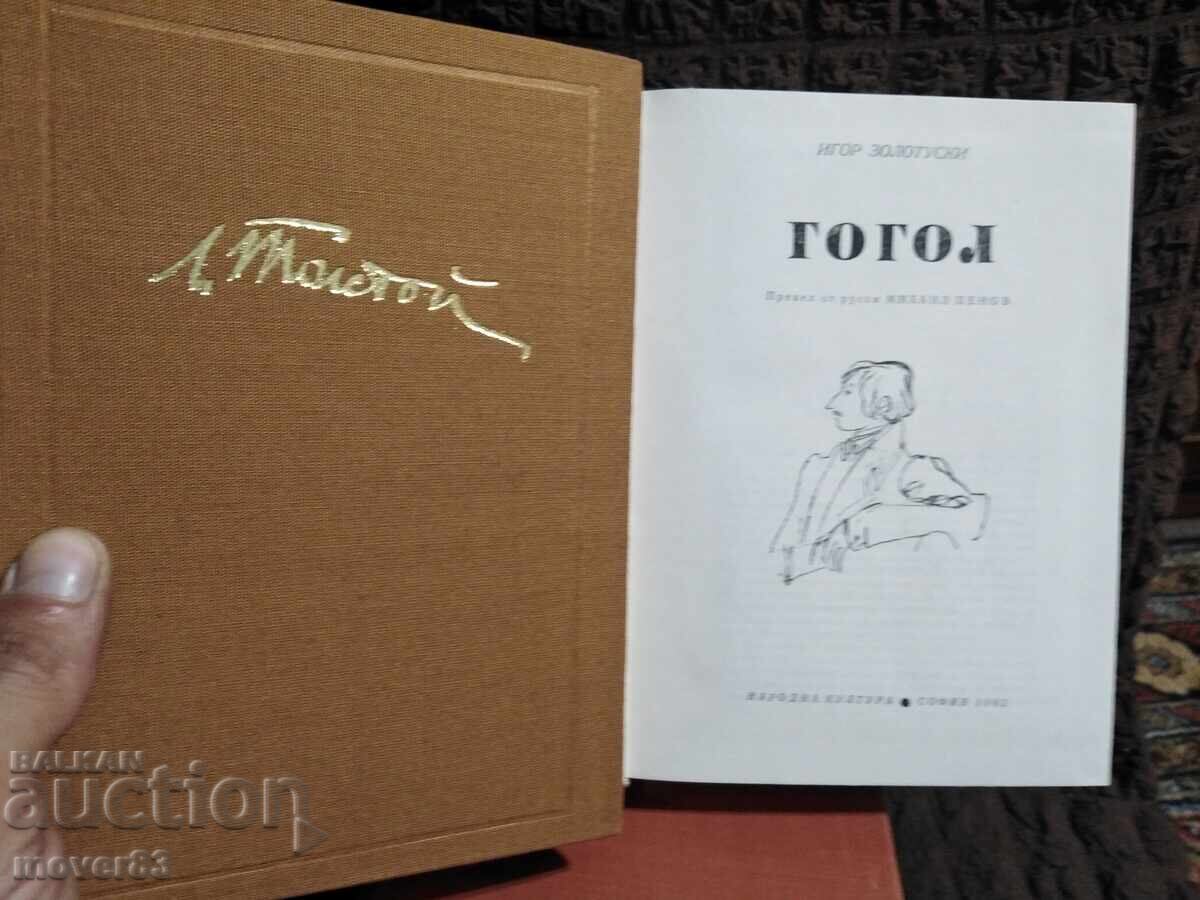 Л. Толстой
ИГОР ЗОЛОТУСКИ
ГОГОЛ
Превел от руски МИХАИЛ ПЕНОВ
НАРОДНА КУЛТУРА • СОФИЯ
BALKAN
auction
mover83